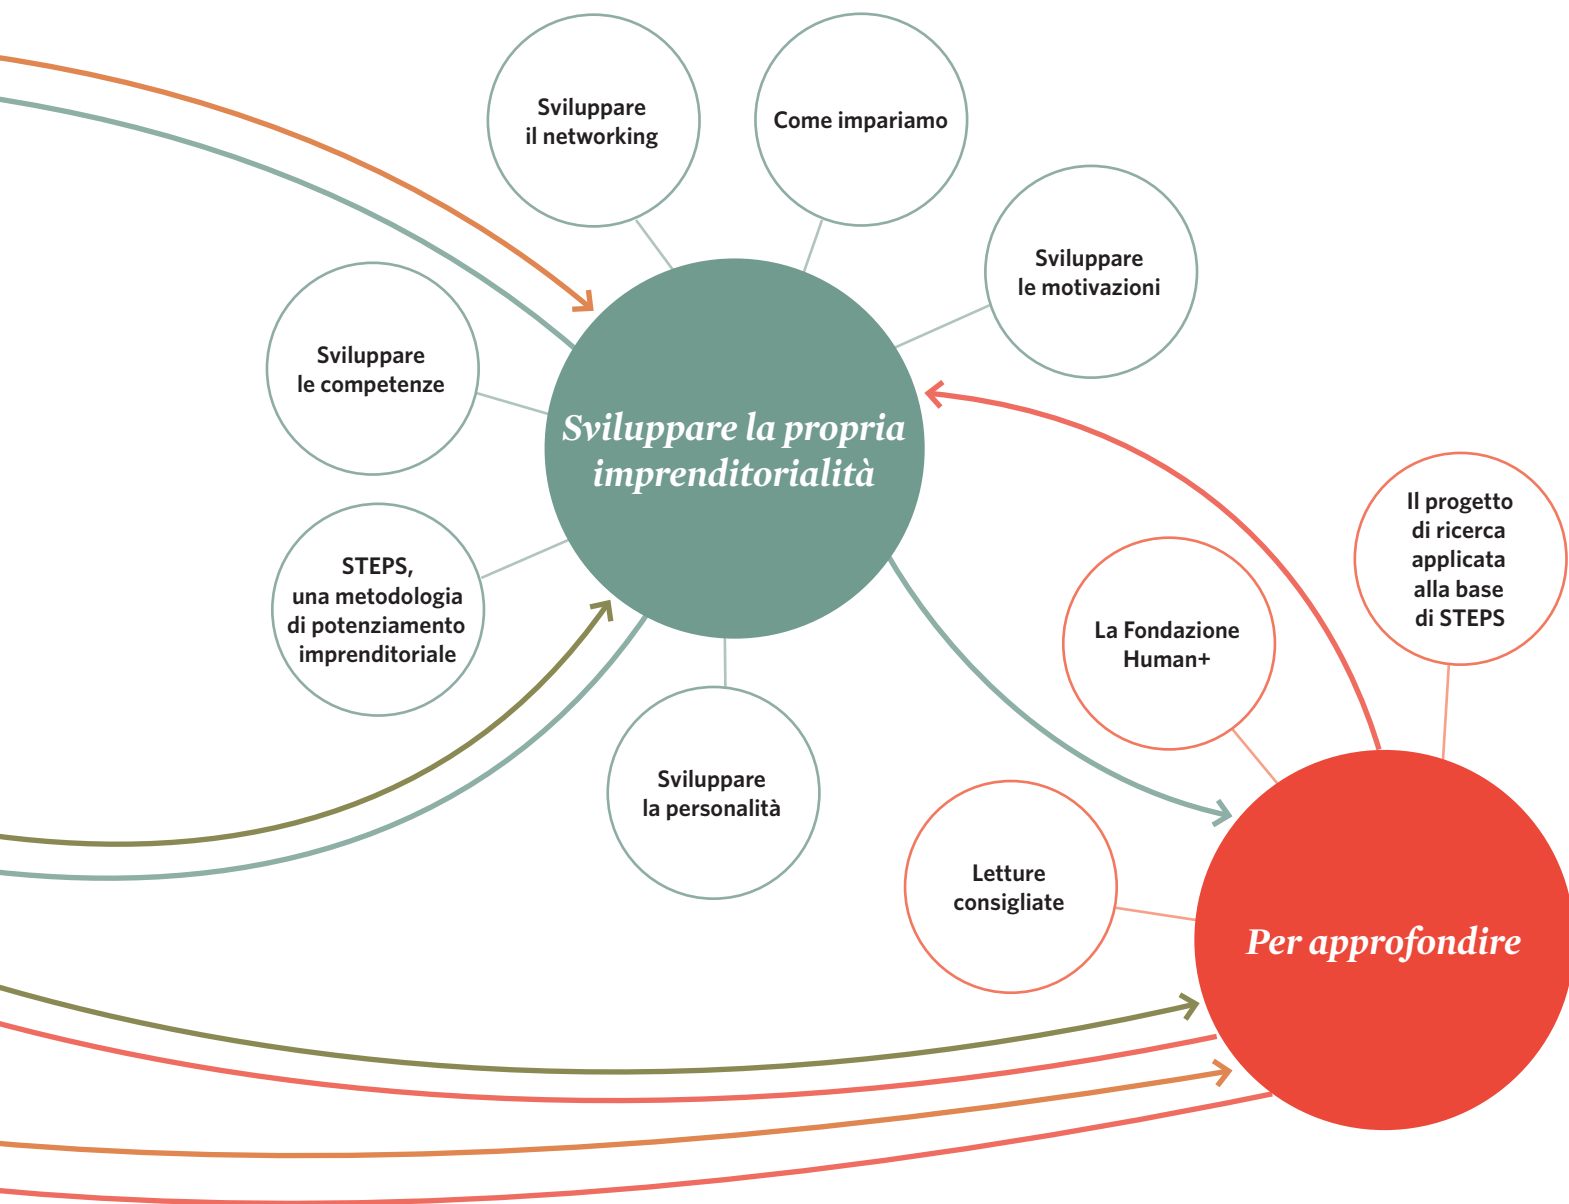 Sviluppare
il networking
Come impariamo
Sviluppare
le motivazioni
Sviluppare
le competenze
Sviluppare la propria
imprenditorialità
STEPS,
una metodologia
di potenziamento
imprenditoriale
Sviluppare
la personalità
Il progetto
di ricerca
applicata
alla base
di STEPS
La Fondazione
Human+
Letture
consigliate
Per approfondire